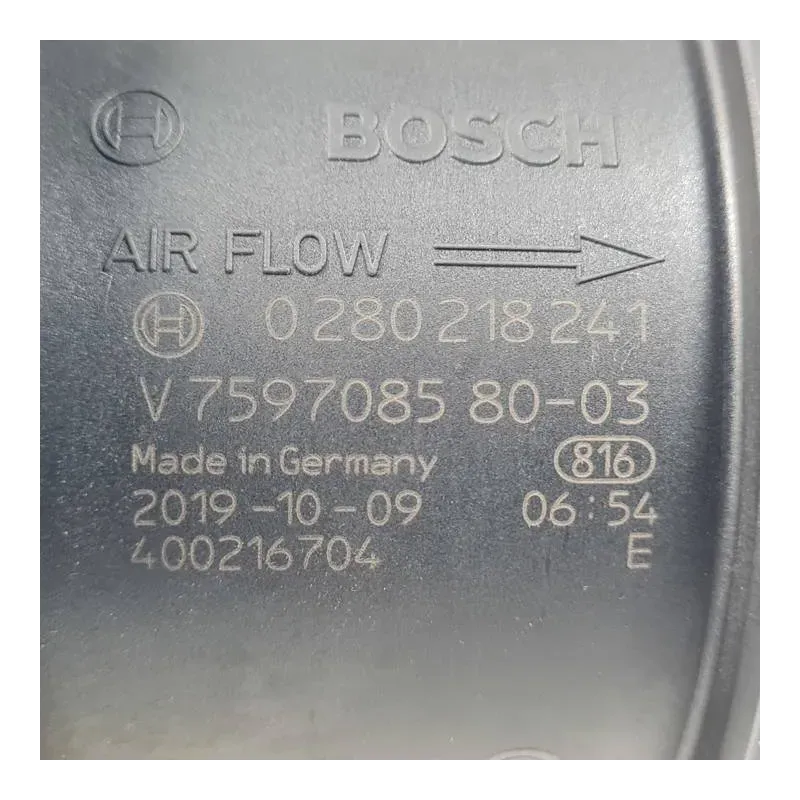 BOSCH
AIR FLOW
0 280 218 241
V 7597085 80-03
Made in Germany 816
2019-10-09 06:54
400216704 E